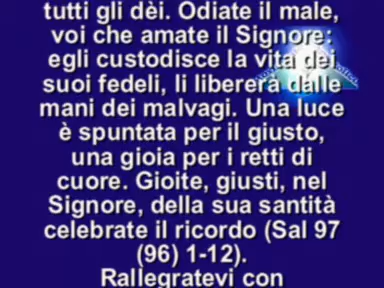 tutti gli dèi. Odiate il male,
voi che amate il Signore:
egli custodisce la vita dei
suoi fedeli, li libererà dalle
mani dei malvagi. Una luce
è spuntata per il giusto,
una gioia per i retti di
cuore. Gioite, giusti, nel
Signore, della sua santità
celebrate il ricordo (Sal 97
(96) 1-12).
Rallegratevi con